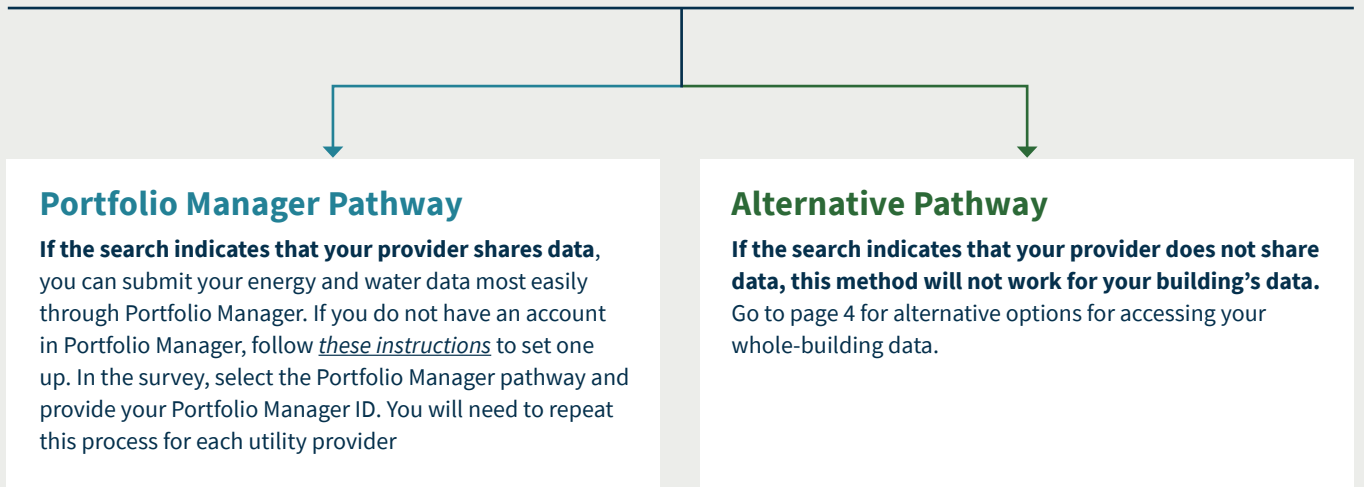 Portfolio Manager Pathway
If the search indicates that your provider shares data,
you can submit your energy and water data most easily
through Portfolio Manager. If you do not have an account
in Portfolio Manager, follow these instructions to set one
up. In the survey, select the Portfolio Manager pathway and
provide your Portfolio Manager ID. You will need to repeat
this process for each utility provider
Alternative Pathway
If the search indicates that your provider does not share
data, this method will not work for your building’s data.
Go to page 4 for alternative options for accessing your
whole-building data.